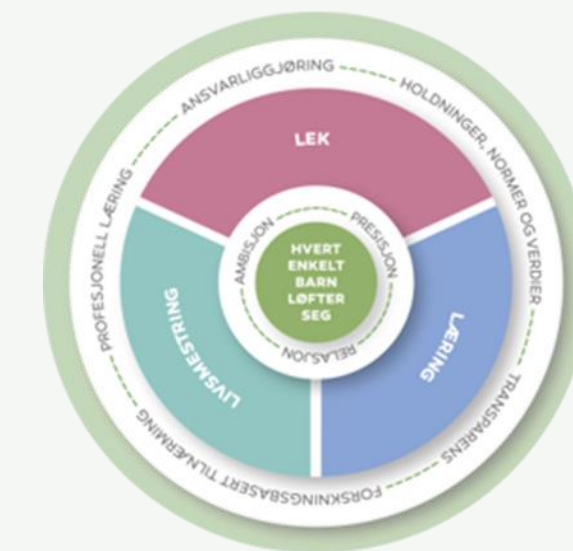 ANSVARLIGGJØRING
HOLDNINGER, NORMER OG VERDIER
TRANSPARENS
FORSKNINGSBASERT TILNÆRMING
PROFESJONELL LÆRING
LEK
LÆRING
LIVSMESTRING
AMBISJON
PRESISJON
RELASJON
HVERT
ENKELT
BARN
LØFTER
SEG